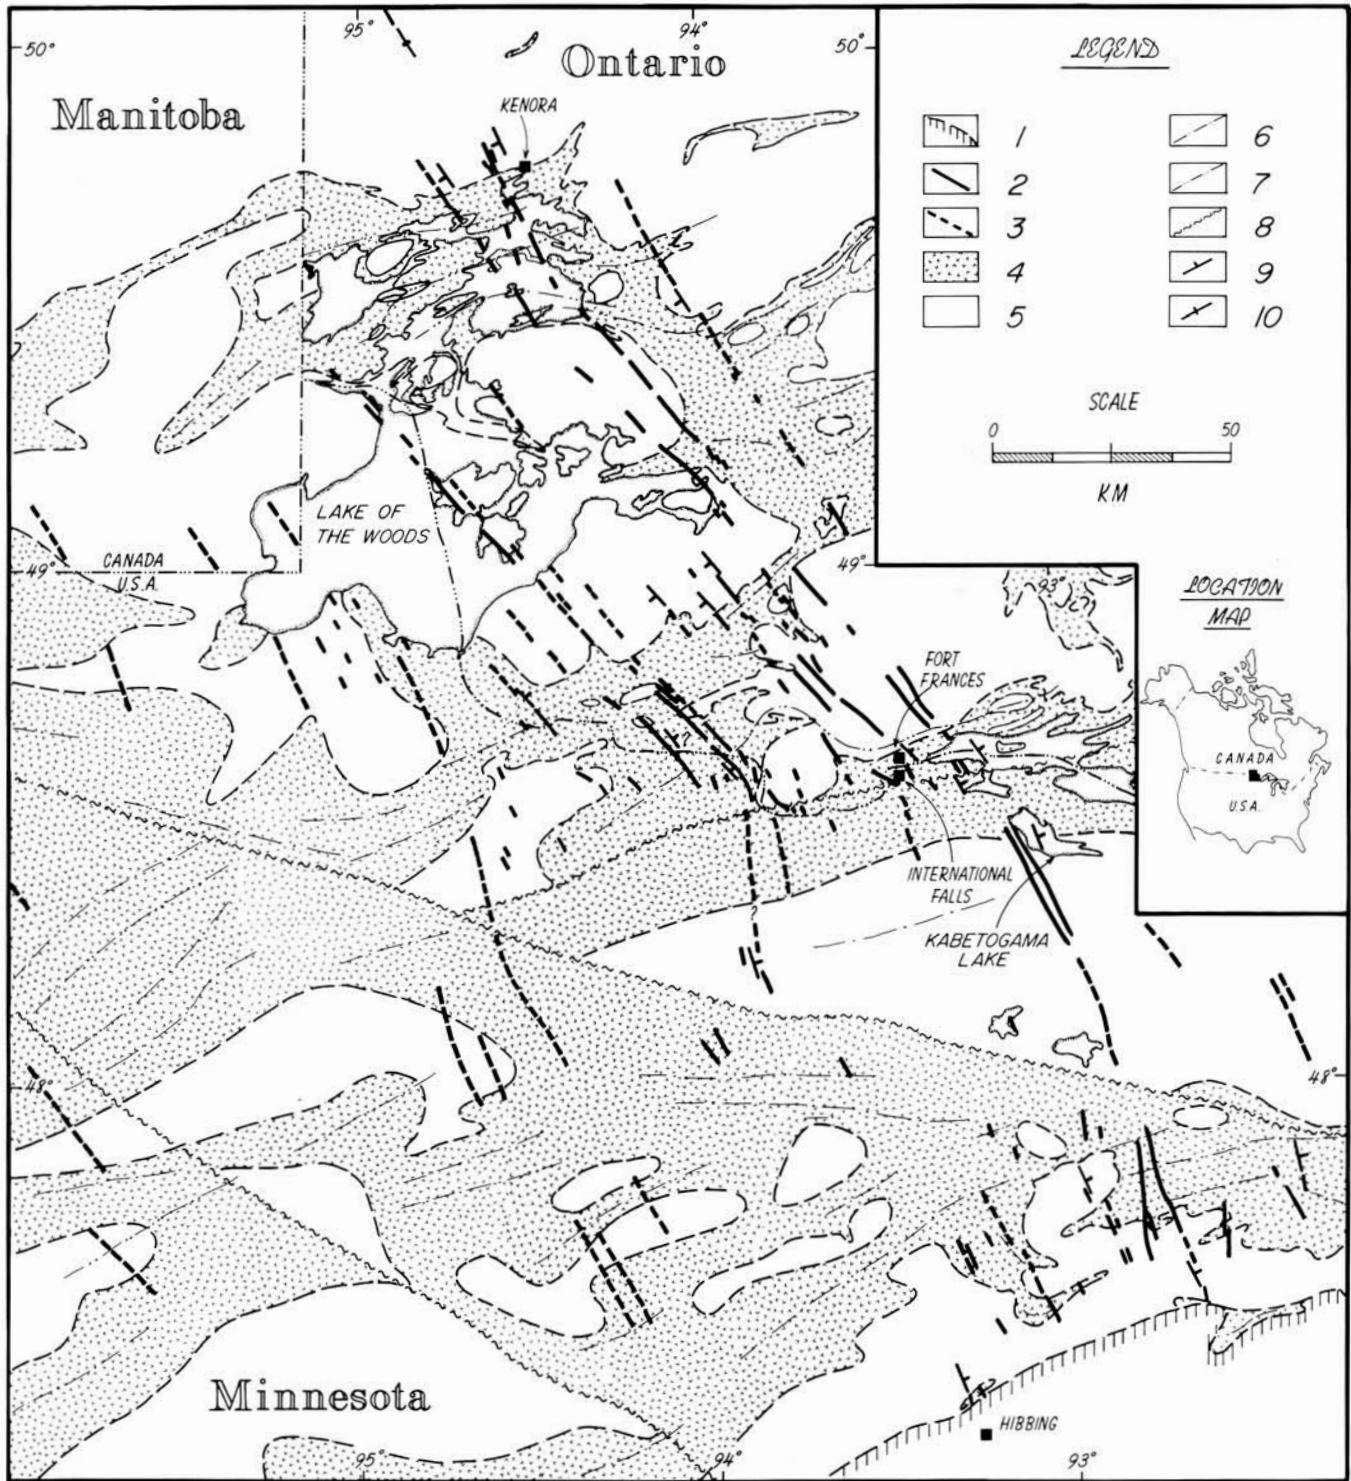 95°
94°
50°
Ontario
50°
Manitoba
KENORA
LEGEND
1
6
2
7
3
8
4
9
5
10
SCALE
0
50
KM
LAKE OF
THE WOODS
CANADA
49°
U.S.A.
49°
93°
LOCATION
MAP
FORT
FRANCES
CANADA
U.S.A.
INTERNATIONAL
FALLS
KABETOGAMA
LAKE
?
48°
48°
Minnesota
HIBBING
95°
94°
93°